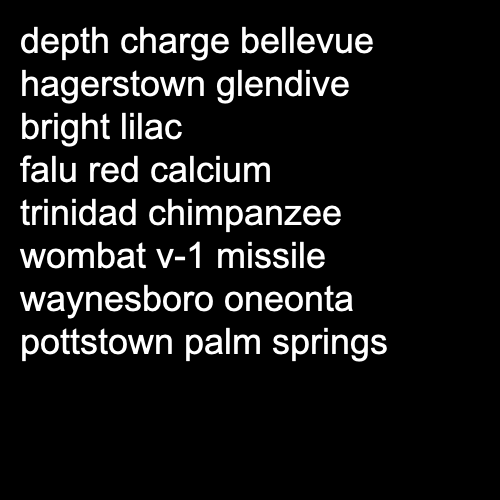 depth charge bellevue
hagerstown glendive
bright lilac
falu red calcium
trinidad chimpanzee
wombat v-1 missile
waynesboro oneonta
pottstown palm springs